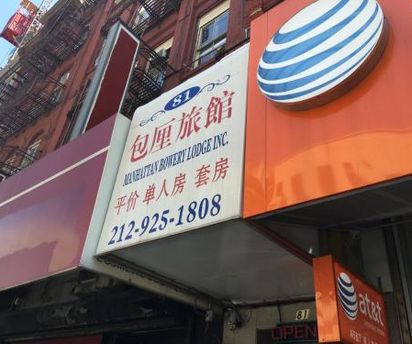 81
包厘旅館
MANHATTAN BOWERY LODGE INC.
平价 单人房 套房
212-925-1808
at&t
81
OPEN